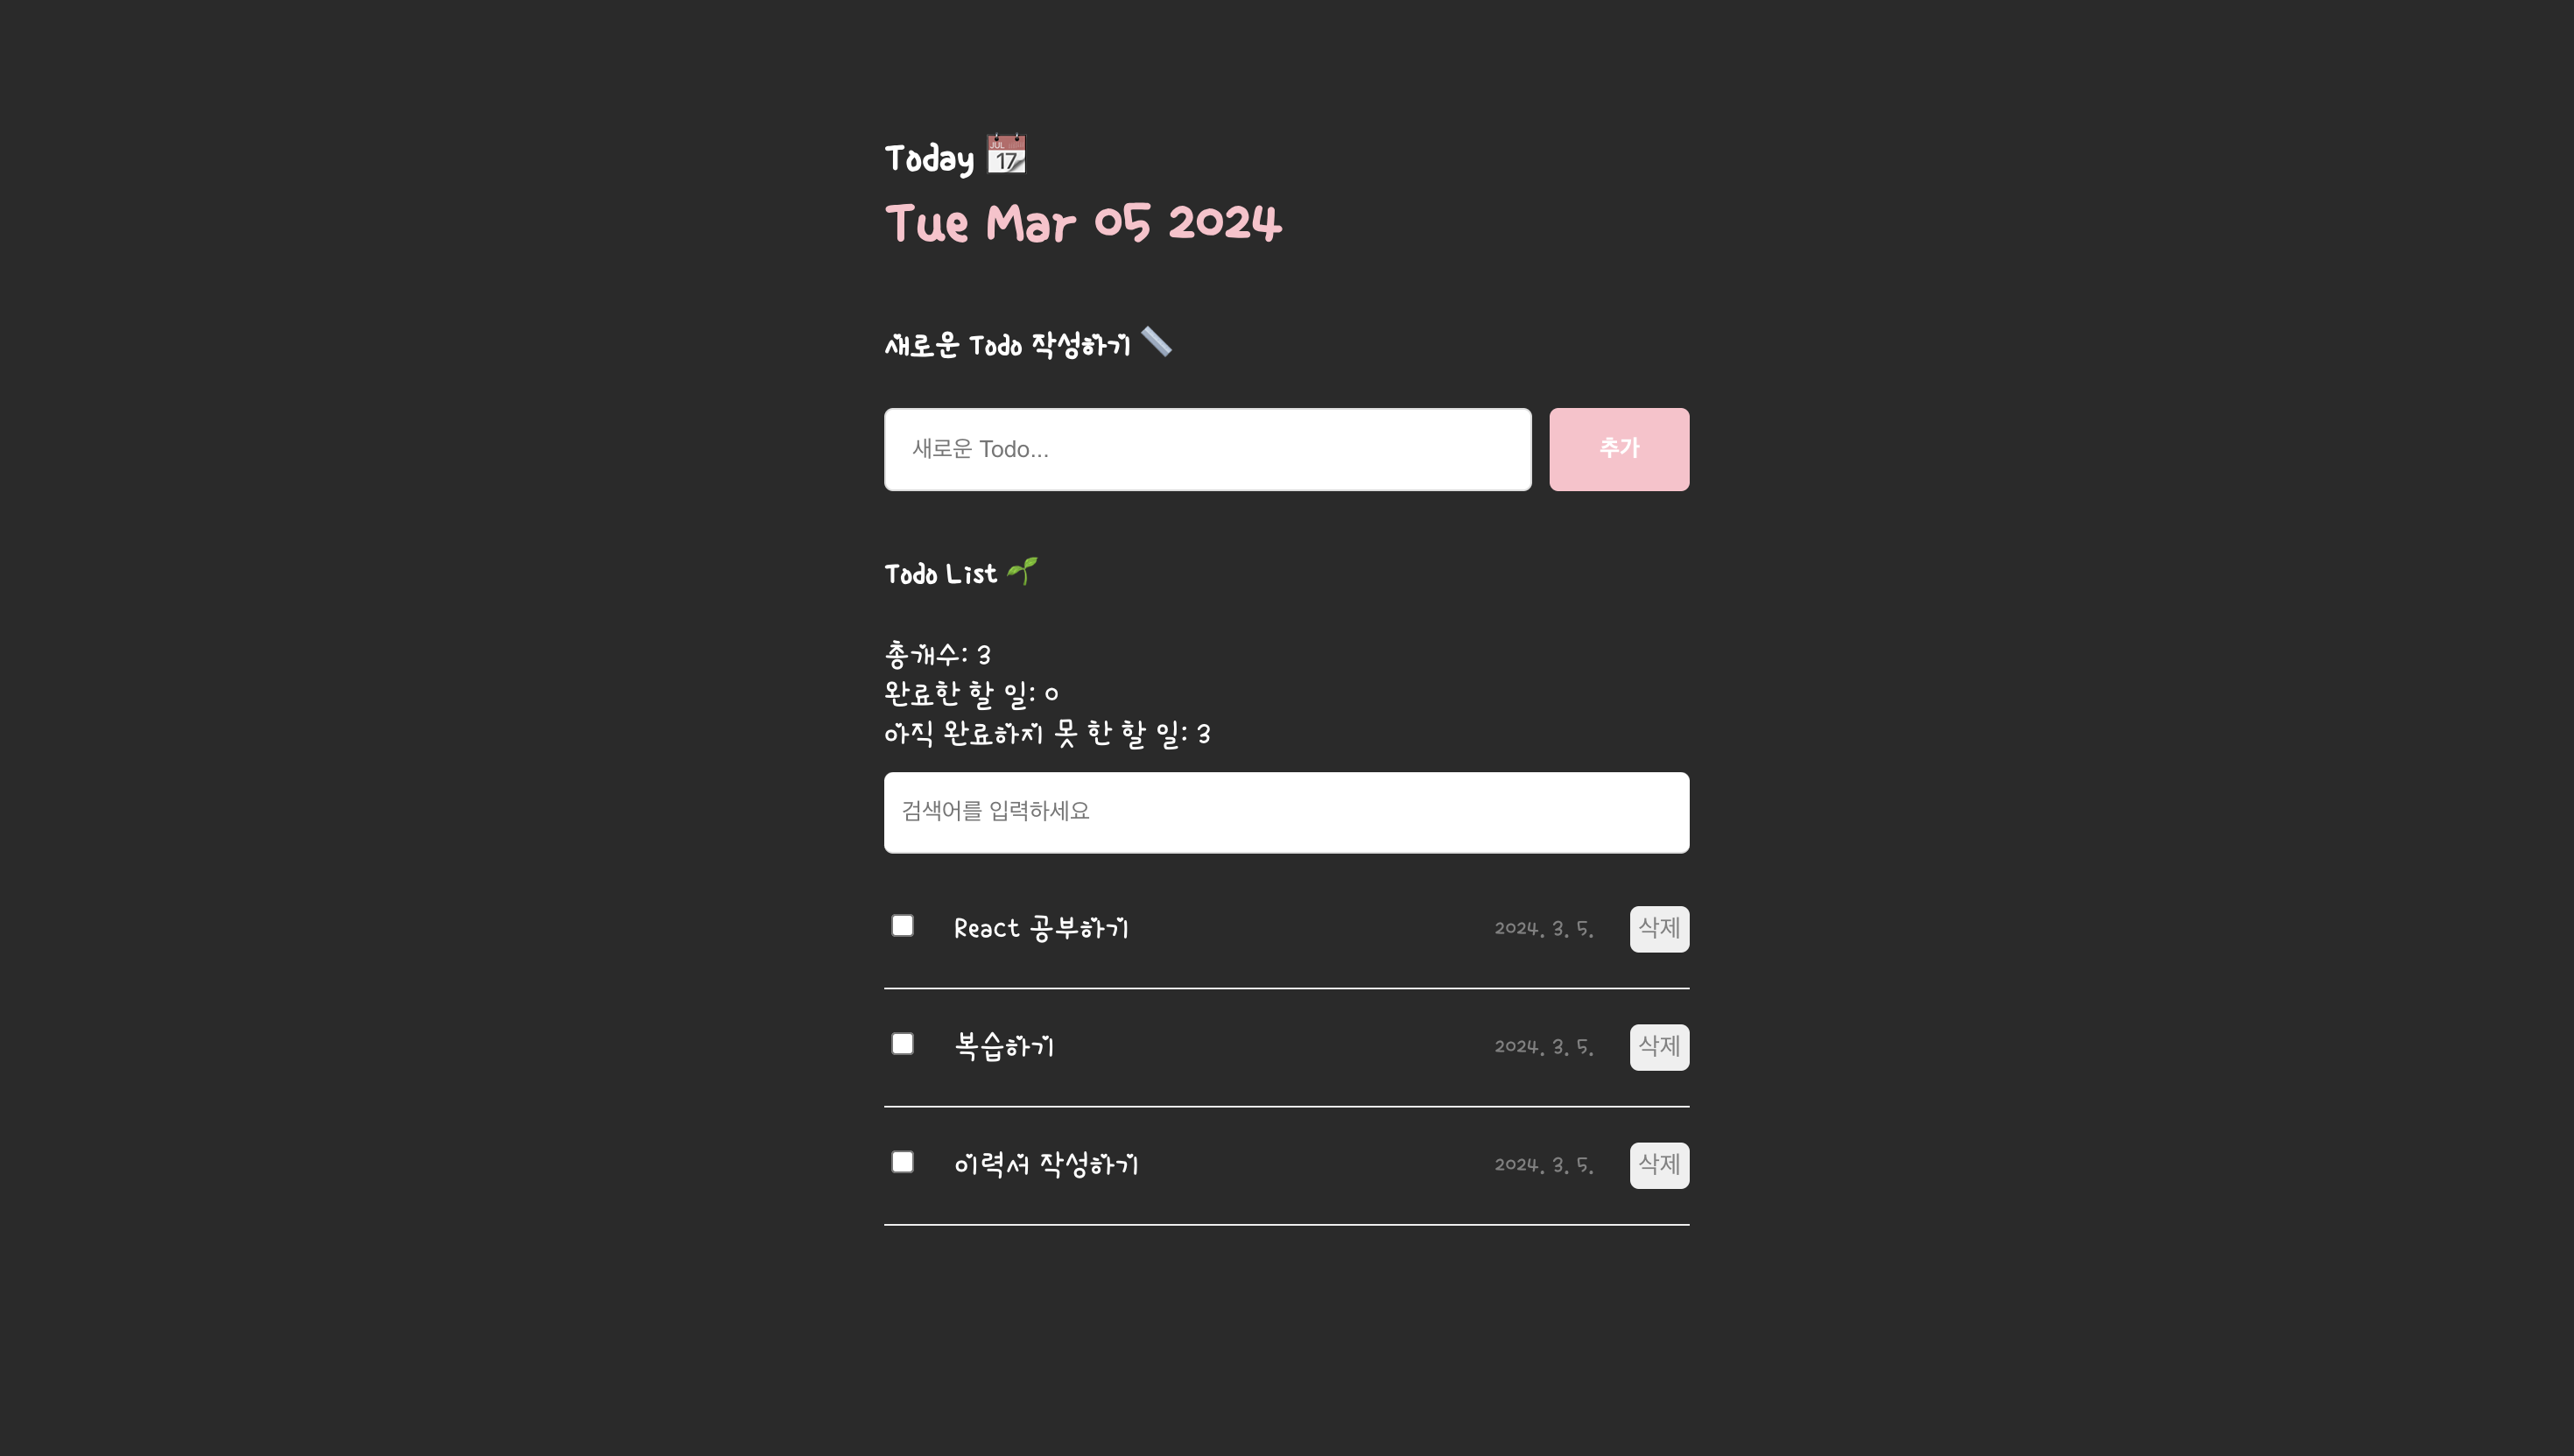 Today 📆
Tue Mar 05 2024
새로운 Todo 작성하기 📏
새로운 Todo...
추가
Todo List 🌱
총개수: 3
완료한 할 일: 0
아직 완료하지 못 한 할 일: 3
검색어를 입력하세요
React 공부하기 2024. 3. 5. 삭제
복습하기 2024. 3. 5. 삭제
이력서 작성하기 2024. 3. 5. 삭제